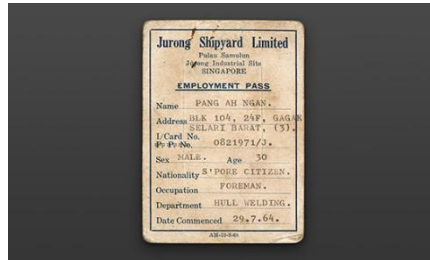 Jurong Shipyard Limited
Pulau Samulun
Jurong Industrial Site
SINGAPORE
EMPLOYMENT PASS
Name PANG AH NGAN.
Address BLK 104, 24F, GAGAK
SELARI BARAT, (3).
I/Card No.
P. P. No. 0821971/J.
Sex MALE. Age 30
Nationality S'PORE CITIZEN.
Occupation FOREMAN.
Department HULL WELDING.
Date Commenced 29.7.64.